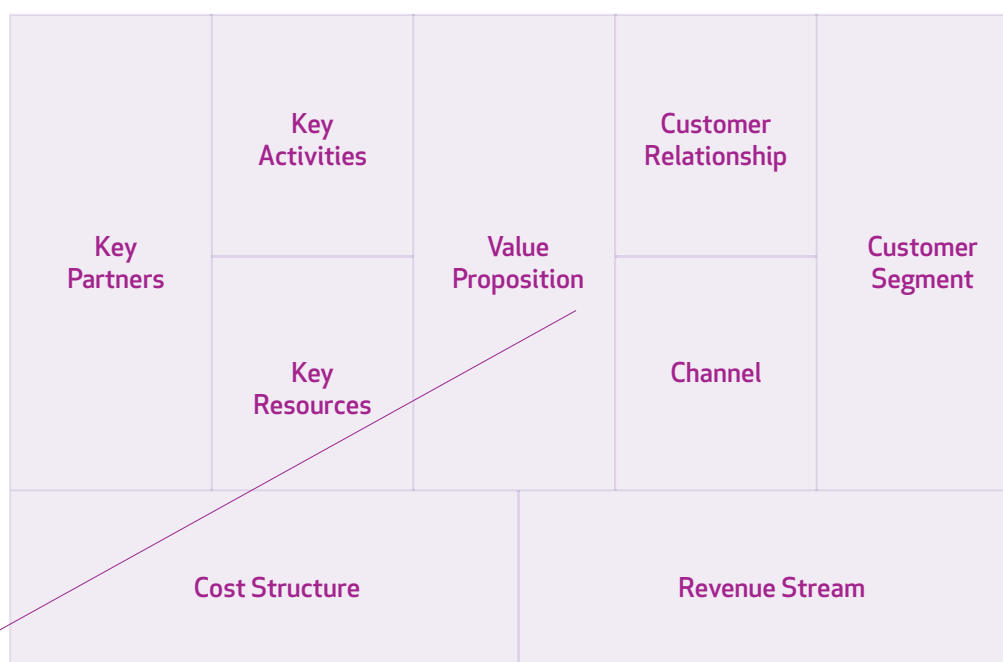 Key
Partners
Key
Activities
Key
Resources
Value
Proposition
Customer
Relationship
Channel
Customer
Segment
Cost Structure
Revenue Stream